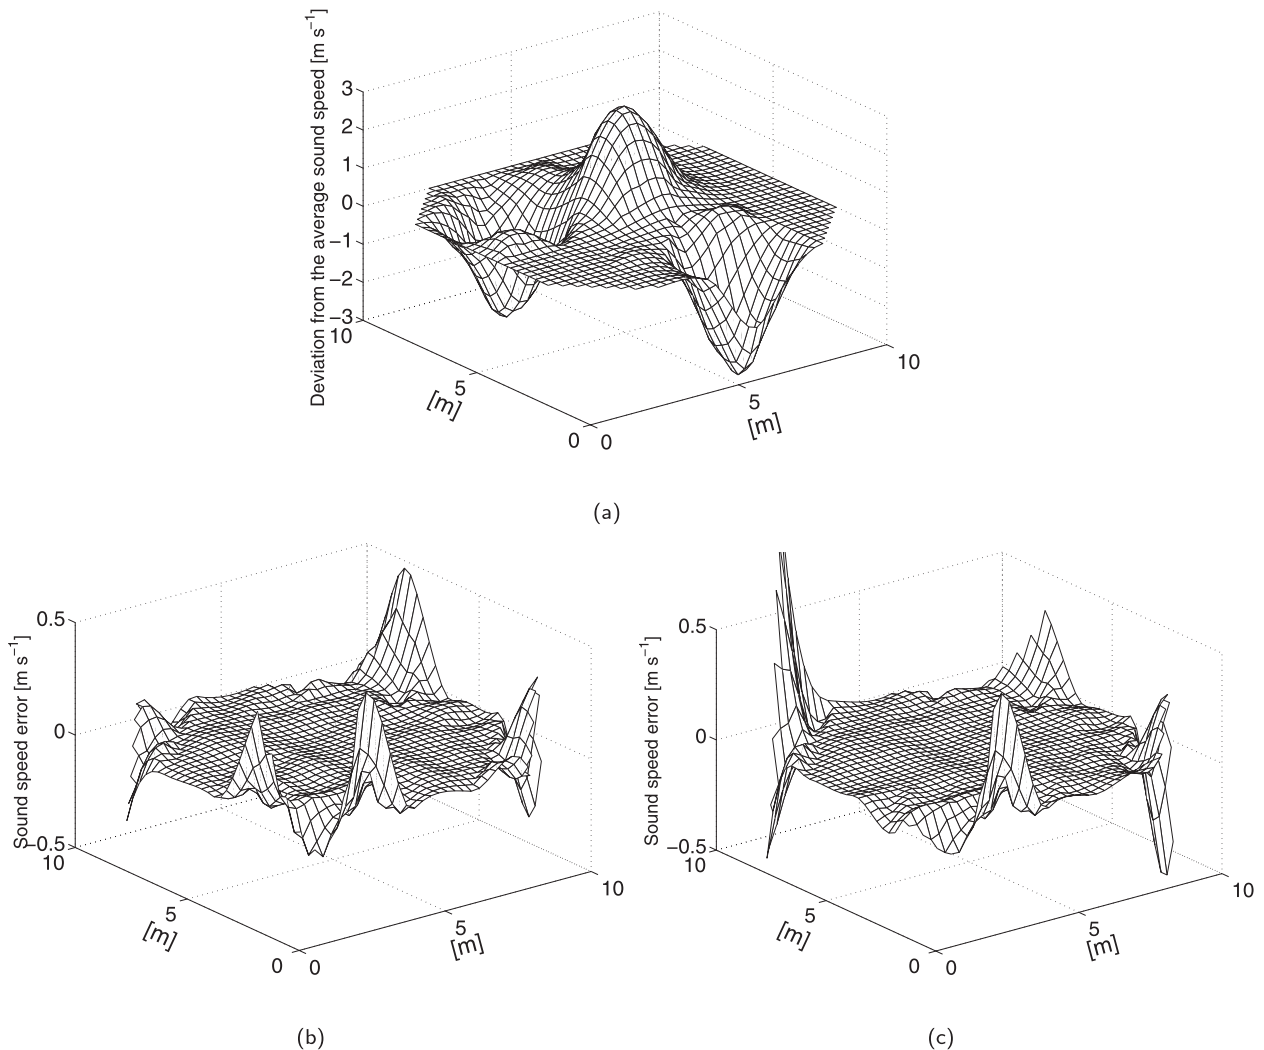 Deviation from the average sound speed [m s⁻¹]
3
2
1
0
−1
−2
−3
10
5
[m]
0
0
5
[m]
10
(a)
Sound speed error [m s⁻¹]
0.5
0
−0.5
10
5
[m]
0
0
5
[m]
10
(b)
Sound speed error [m s⁻¹]
0.5
0
−0.5
10
5
[m]
0
0
5
[m]
10
(c)